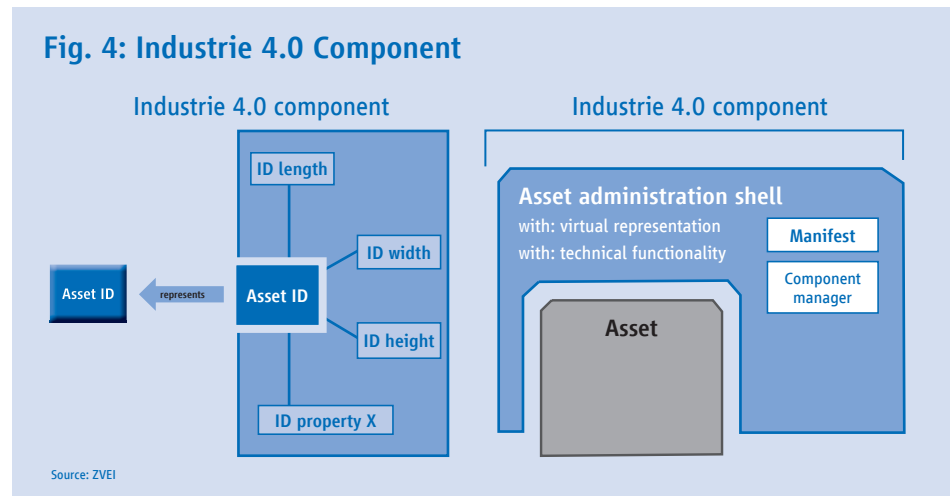 Fig. 4: Industrie 4.0 Component
Industrie 4.0 component
ID length
ID width
Asset ID
represents
Asset ID
ID height
ID property X
Industrie 4.0 component
Asset administration shell
with: virtual representation
with: technical functionality
Manifest
Component
manager
Asset
Source: ZVEI